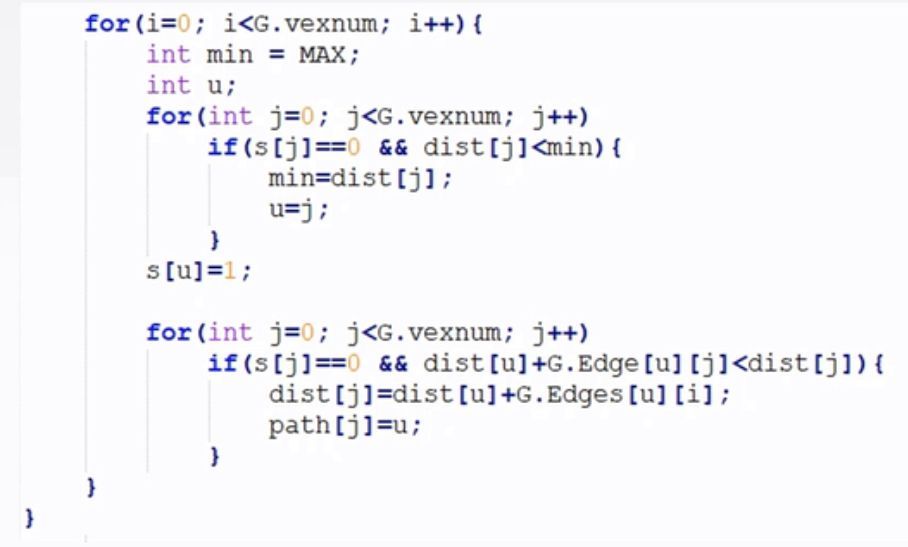 for(i=0; i<G.vexnum; i++){
int min = MAX;
int u;
for(int j=0; j<G.vexnum; j++)
if(s[j]==0 && dist[j]<min){
min=dist[j];
u=j;
}
s[u]=1;
for(int j=0; j<G.vexnum; j++)
if(s[j]==0 && dist[u]+G.Edge[u][j]<dist[j]){
dist[j]=dist[u]+G.Edges[u][i];
path[j]=u;
}
}
}